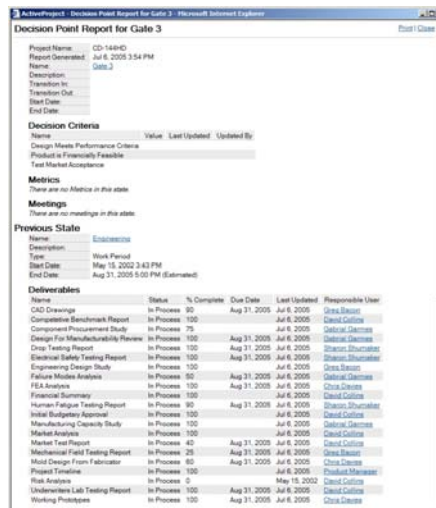 ActiveProject - Decision Point Report for Gate 3 - Microsoft Internet Explorer
Decision Point Report for Gate 3
Print | Close
Project Name: CD-144HD
Report Generated: Jul 6, 2005 3:54 PM
Name: Gate 3
Description:
Transition In:
Transition Out:
Start Date:
End Date:
Decision Criteria
Name Value Last Updated Updated By
Design Meets Performance Criteria
Product is Financially Feasible
Test Market Acceptance
Metrics
There are no Metrics in this state.
Meetings
There are no meetings in this state.
Previous State
Name: Engineering
Description:
Type: Work Period
Start Date: May 15, 2002 3:43 PM
End Date: Aug 31, 2005 5:00 PM (Estimated)
Deliverables
Name Status % Complete Due Date Last Updated Responsible User
CAD Drawings In Process 90 Aug 31, 2005 Jul 6, 2005 Greg Bacon
Competetive Benchmark Report In Process 100 Jul 6, 2005 David Collins
Component Procurement Study In Process 75 Jul 6, 2005 Gabrial Garmes
Design For Manufacturability Review In Process 100 Aug 31, 2005 Jul 6, 2005 Gabrial Garmes
Drop Testing Report In Process 100 Aug 31, 2005 Jul 6, 2005 Sharon Shumaker
Electrical Safety Testing Report In Process 100 Aug 31, 2005 Jul 6, 2005 Sharon Shumaker
Engineering Design Study In Process 100 Jul 6, 2005 Greg Bacon
Failure Modes Analysis In Process 50 Aug 31, 2005 Jul 6, 2005 Gabrial Garmes
FEA Analysis In Process 100 Aug 31, 2005 Jul 6, 2005 Chris Davies
Financial Summary In Process 100 Jul 6, 2005 David Collins
Human Fatigue Testing Report In Process 90 Aug 31, 2005 Jul 6, 2005 Sharon Shumaker
Initial Budgetary Approval In Process 100 Jul 6, 2005 David Collins
Manufacturing Capacity Study In Process 100 Jul 6, 2005 Gabrial Garmes
Market Analysis In Process 100 Jul 6, 2005 David Collins
Market Test Report In Process 40 Aug 31, 2005 Jul 6, 2005 David Collins
Mechanical Field Testing Report In Process 25 Aug 31, 2005 Jul 6, 2005 Greg Bacon
Mold Design From Fabricator In Process 60 Aug 31, 2005 Jul 6, 2005 Chris Davies
Project Timeline In Process 100 Jul 6, 2005 Product Manager
Risk Analysis In Process 0 May 15, 2002 David Collins
Underwriters Lab Testing Report In Process 100 Aug 31, 2005 Jul 6, 2005 David Collins
Working Prototypes In Process 100 Aug 31, 2005 Jul 6, 2005 Chris Davies